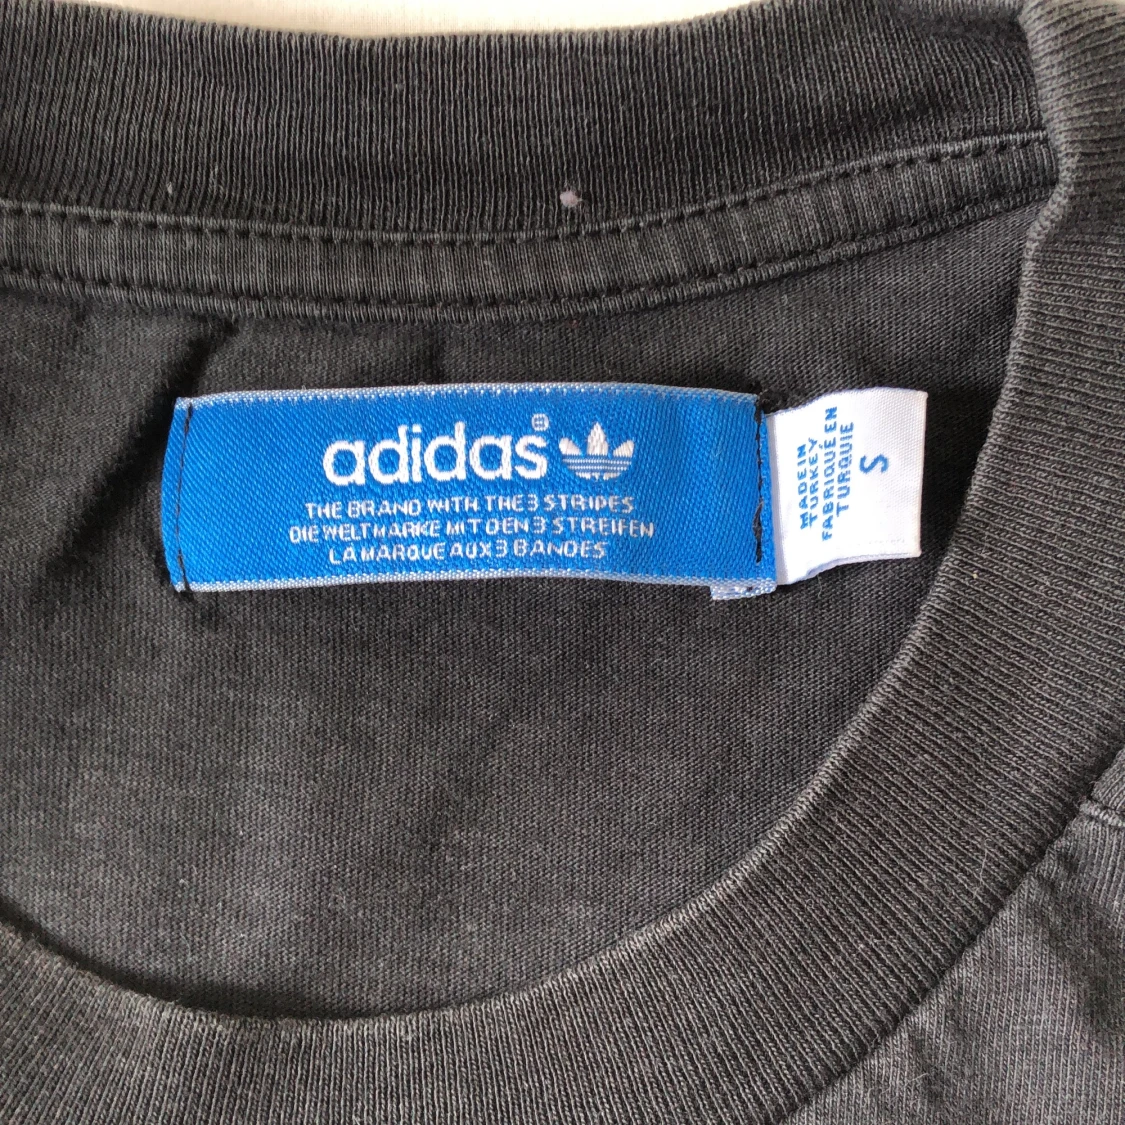 adidas®
THE BRAND WITH THE 3 STRIPES
DIE WELTMARKE MIT DEN 3 STREIFEN
LA MARQUE AUX 3 BANDES
MADE IN
TURKEY
FABRIQUÉ EN
TURQUIE
S